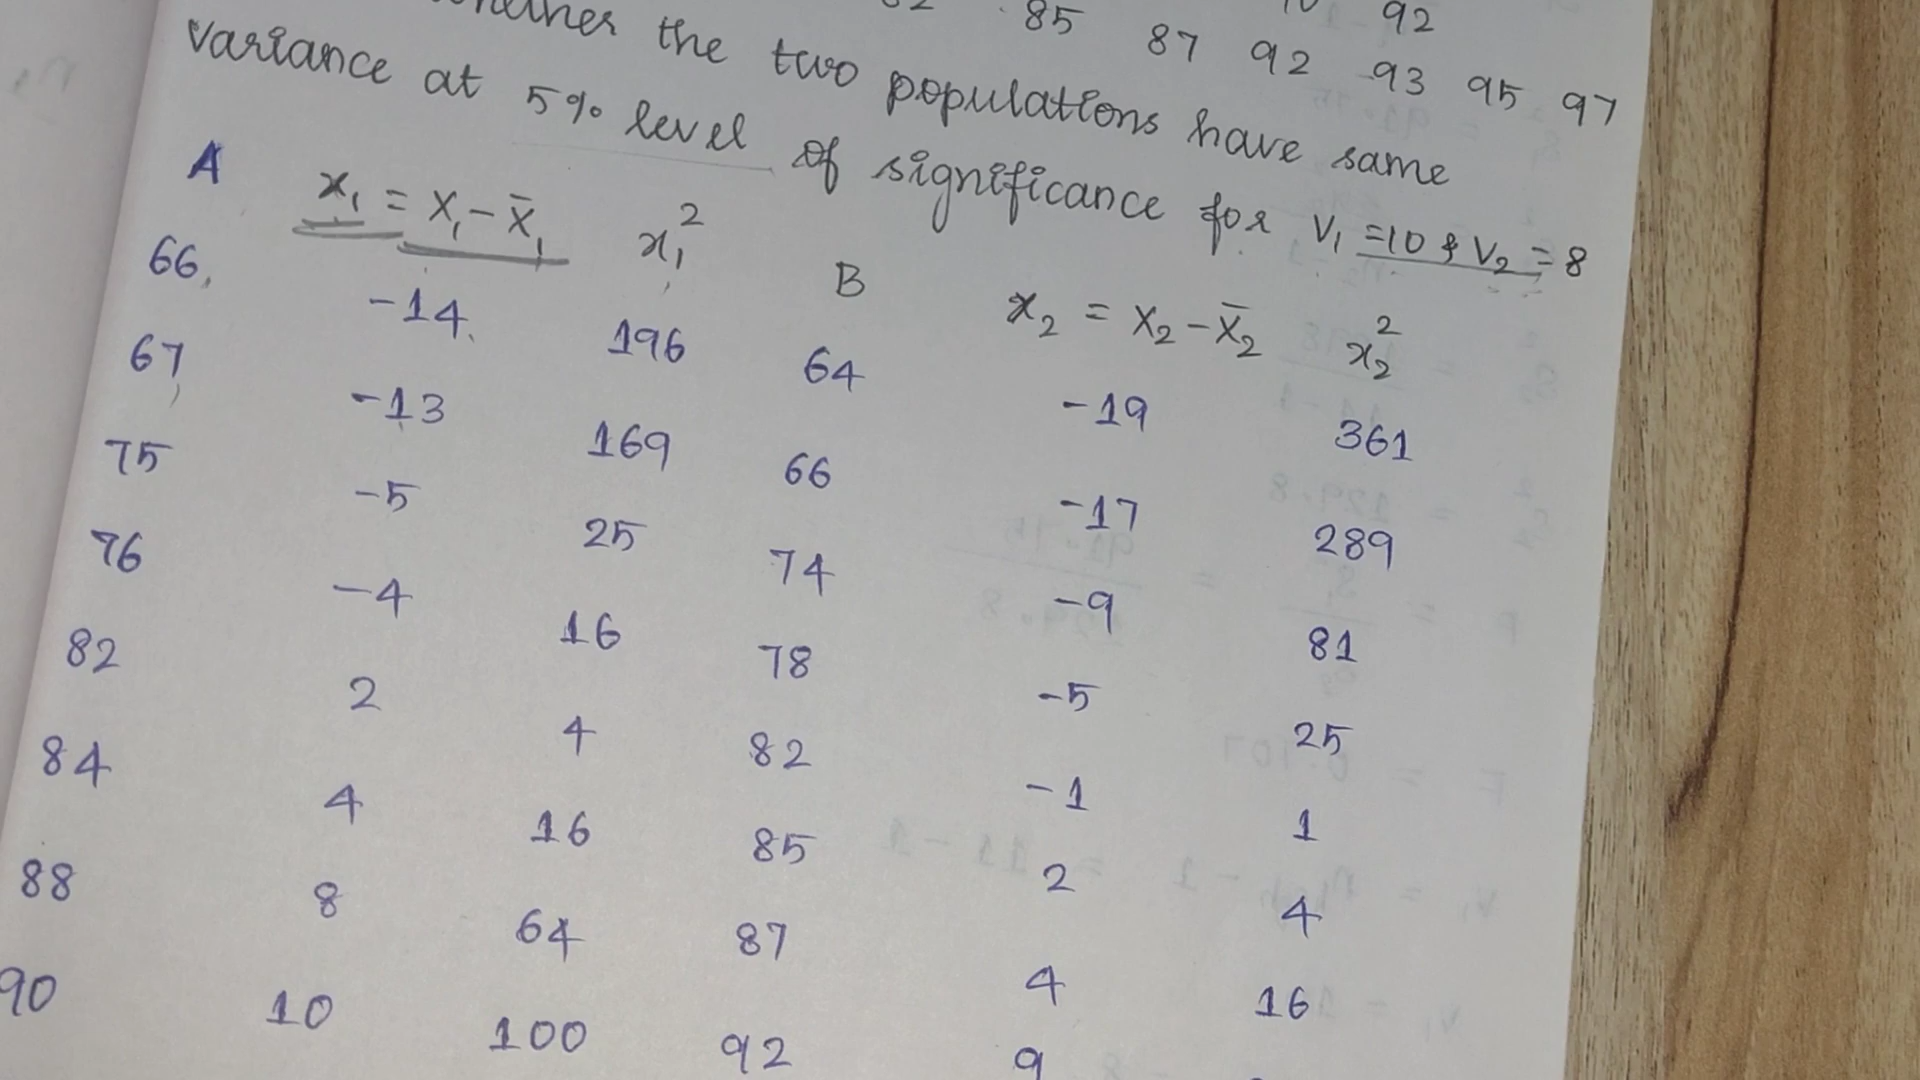 85 87 92 93 95 97
92
the two populations have same
variance at 5% level of significance for V₁ = 10 & V₂ = 8
A x₁ = X₁ - X̄₁ x₁² B x₂ = X₂ - X̄₂ x₂²
66, -14 196 64 -19 361
67, -13 169 66 -17 289
75 -5 25 74 -9 81
76 -4 16 78 -5 25
82 2 4 82 -1 1
84 4 16 85 2 4
88 8 64 87 4 16
90 10 100 92 9